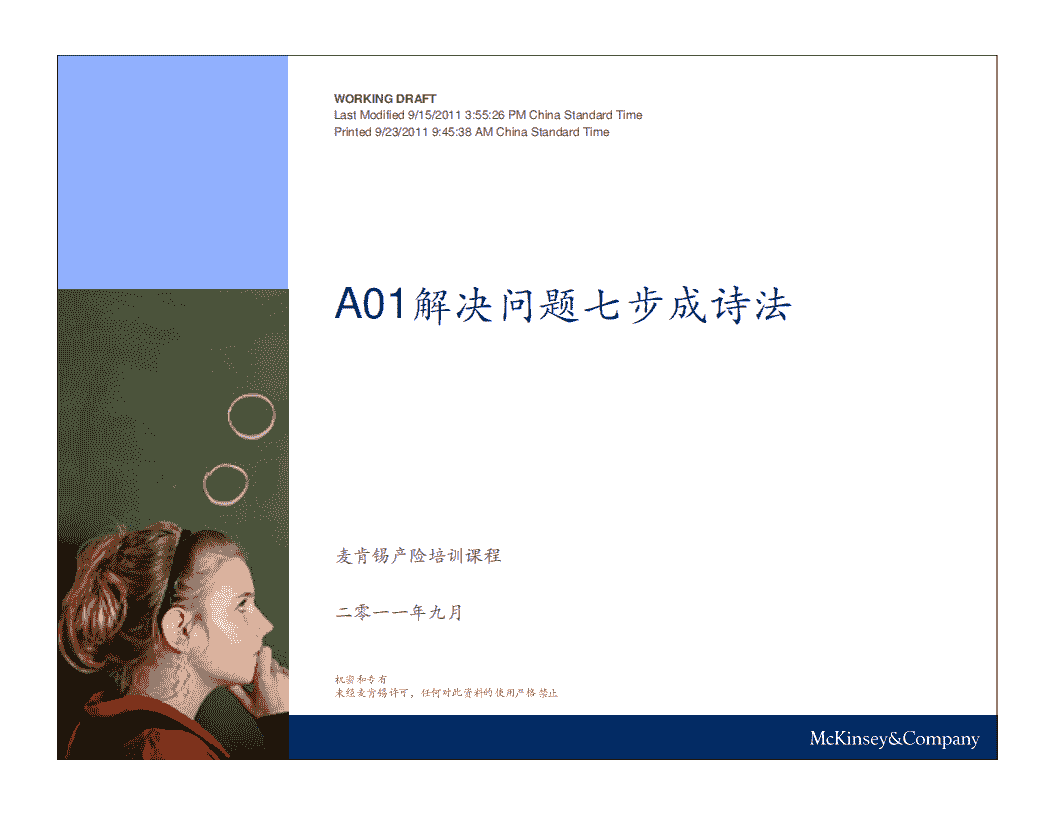 WORKING DRAFT
Last Modified 9/15/2011 3:55:26 PM China Standard Time
Printed 9/23/2011 9:45:38 AM China Standard Time
A01解决问题七步成诗法
麦肯锡产险培训课程
二零一一年九月
机密和专有
未经麦肯锡许可，任何对此资料的使用严格禁止
McKinsey&Company